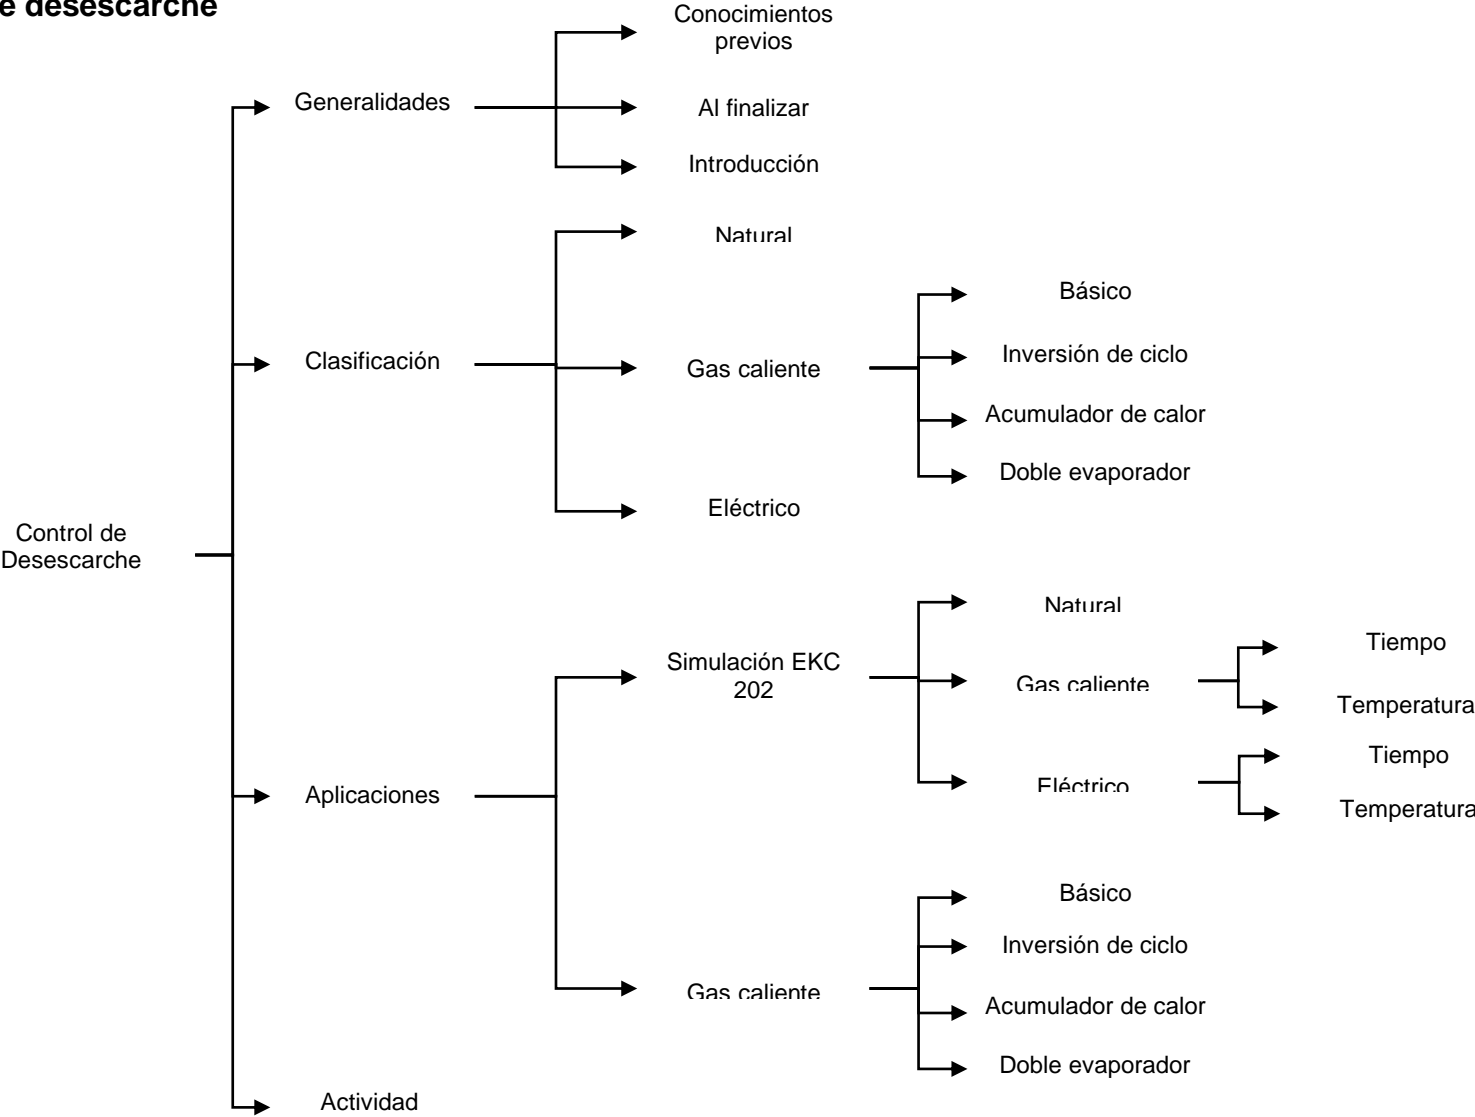 e desescarche
Conocimientos
previos
Generalidades
Al finalizar
Introducción
Natural
Básico
Clasificación
Inversión de ciclo
Gas caliente
Acumulador de calor
Doble evaporador
Eléctrico
Control de
Desescarche
Natural
Tiempo
Simulación EKC
202
Gas caliente
Temperatura
Tiempo
Eléctrico
Aplicaciones
Temperatura
Básico
Inversión de ciclo
Gas caliente
Acumulador de calor
Doble evaporador
Actividad